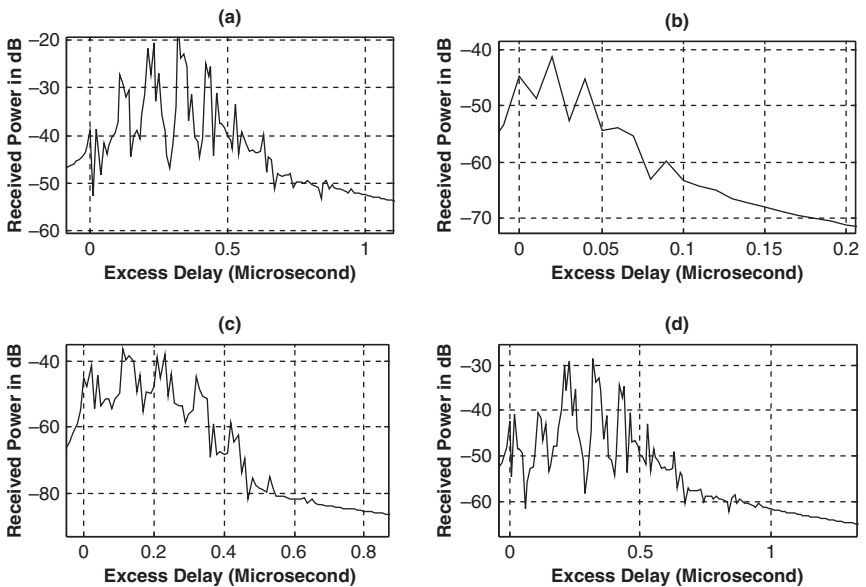 (a)
Received Power in dB
−20
−30
−40
−50
−60
0
0.5
1
Excess Delay (Microsecond)
(b)
Received Power in dB
−40
−50
−60
−70
0
0.05
0.1
0.15
0.2
Excess Delay (Microsecond)
(c)
Received Power in dB
−40
−60
−80
0
0.2
0.4
0.6
0.8
Excess Delay (Microsecond)
(d)
Received Power in dB
−30
−40
−50
−60
0
0.5
1
Excess Delay (Microsecond)